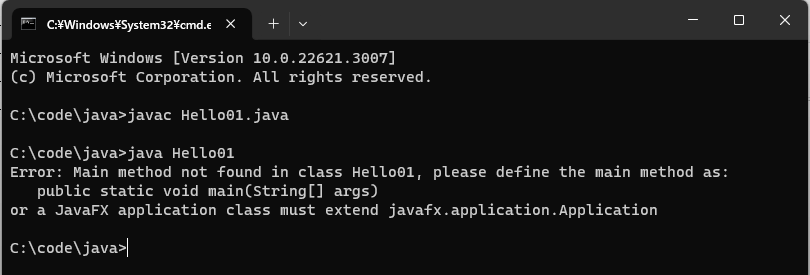 C:¥Windows¥System32¥cmd.e
Microsoft Windows [Version 10.0.22621.3007]
(c) Microsoft Corporation. All rights reserved.
C:\code\java>javac Hello01.java
C:\code\java>java Hello01
Error: Main method not found in class Hello01, please define the main method as:
   public static void main(String[] args)
or a JavaFX application class must extend javafx.application.Application
C:\code\java>